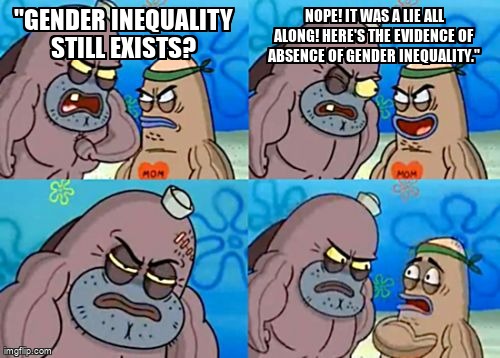 "GENDER INEQUALITY
STILL EXISTS?
NOPE! IT WAS A LIE ALL
ALONG! HERE'S THE EVIDENCE OF
ABSENCE OF GENDER INEQUALITY."
MOM
MOM
imgflip.com